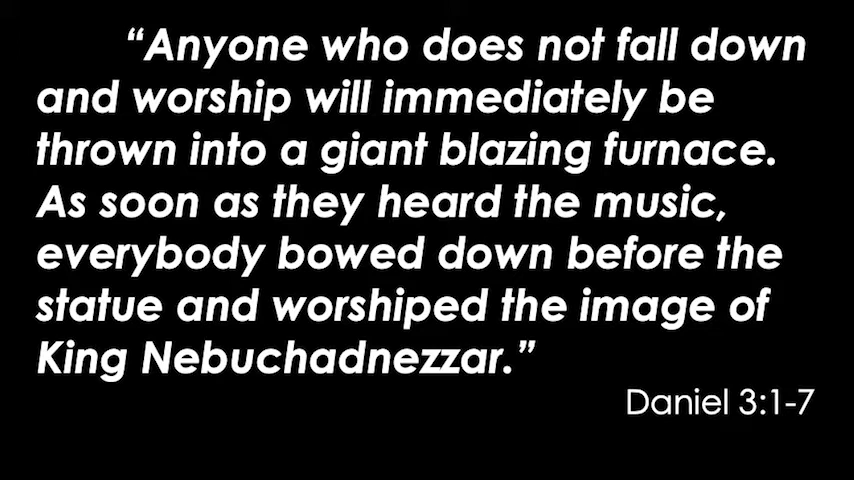 “Anyone who does not fall down
and worship will immediately be
thrown into a giant blazing furnace.
As soon as they heard the music,
everybody bowed down before the
statue and worshiped the image of
King Nebuchadnezzar.”
Daniel 3:1-7